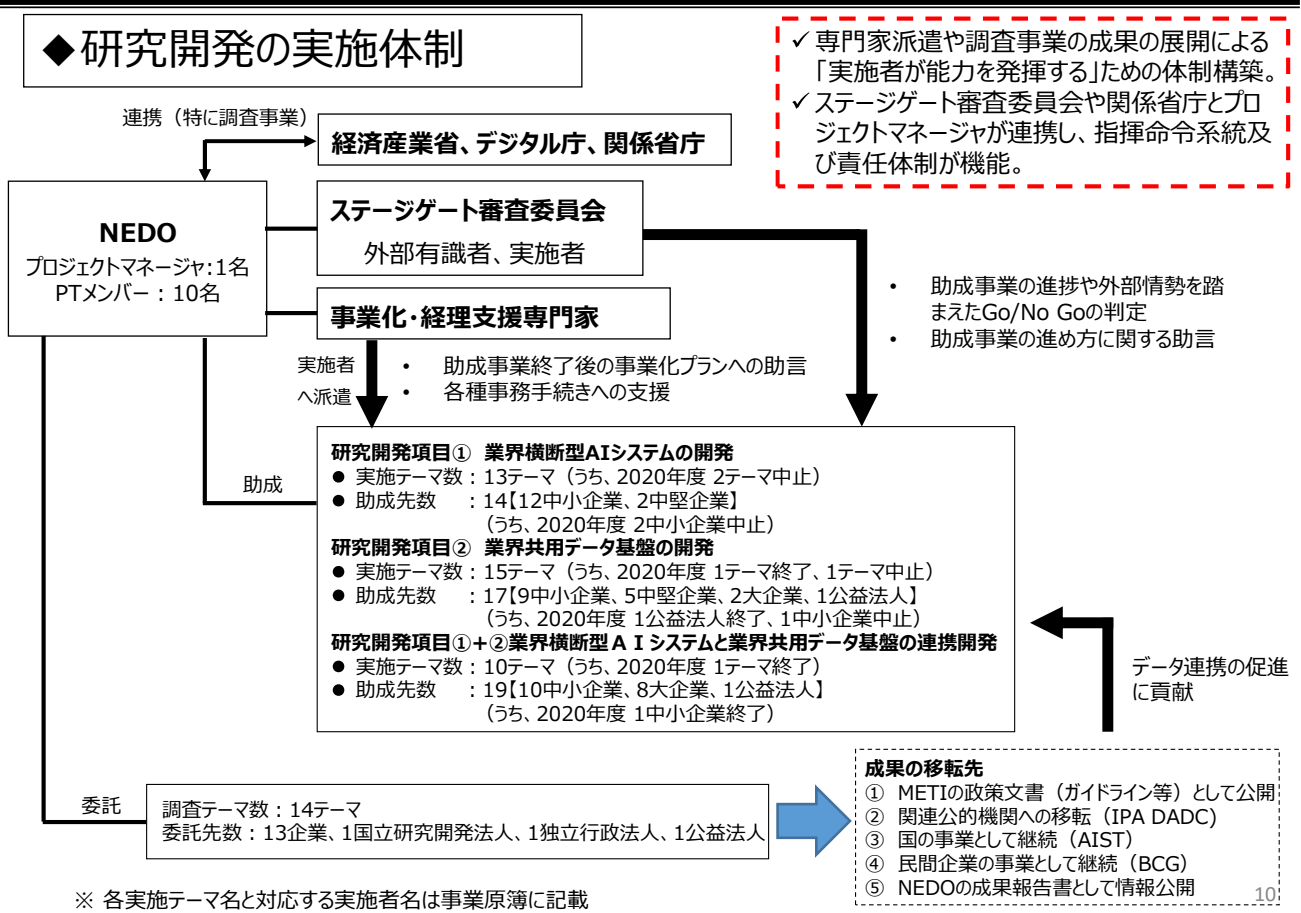 ◆研究開発の実施体制
✓専門家派遣や調査事業の成果の展開による
「実施者が能力を発揮する」ための体制構築。
✓ステージゲート審査委員会や関係省庁とプロ
ジェクトマネージャが連携し、指揮命令系統及
び責任体制が機能。
連携（特に調査事業）
経済産業省、デジタル庁、関係省庁
NEDO
プロジェクトマネージャ:1名
PTメンバー：10名
ステージゲート審査委員会
外部有識者、実施者
事業化・経理支援専門家
• 助成事業の進捗や外部情勢を踏
まえたGo/No Goの判定
• 助成事業の進め方に関する助言
実施者
へ派遣
• 助成事業終了後の事業化プランへの助言
• 各種事務手続きへの支援
助成
研究開発項目① 業界横断型AIシステムの開発
● 実施テーマ数：13テーマ（うち、2020年度 2テーマ中止）
● 助成先数 ：14【12中小企業、2中堅企業】
（うち、2020年度 2中小企業中止）
研究開発項目② 業界共用データ基盤の開発
● 実施テーマ数：15テーマ（うち、2020年度 1テーマ終了、1テーマ中止）
● 助成先数 ：17【9中小企業、5中堅企業、2大企業、1公益法人】
（うち、2020年度 1公益法人終了、1中小企業中止）
研究開発項目①+②業界横断型ＡＩシステムと業界共用データ基盤の連携開発
● 実施テーマ数：10テーマ（うち、2020年度 1テーマ終了）
● 助成先数 ：19【10中小企業、8大企業、1公益法人】
（うち、2020年度 1中小企業終了）
データ連携の促進
に貢献
委託
調査テーマ数：14テーマ
委託先数：13企業、1国立研究開発法人、1独立行政法人、1公益法人
成果の移転先
① METIの政策文書（ガイドライン等）として公開
② 関連公的機関への移転（IPA DADC)
③ 国の事業として継続（AIST）
④ 民間企業の事業として継続（BCG）
⑤ NEDOの成果報告書として情報公開
※ 各実施テーマ名と対応する実施者名は事業原簿に記載
10